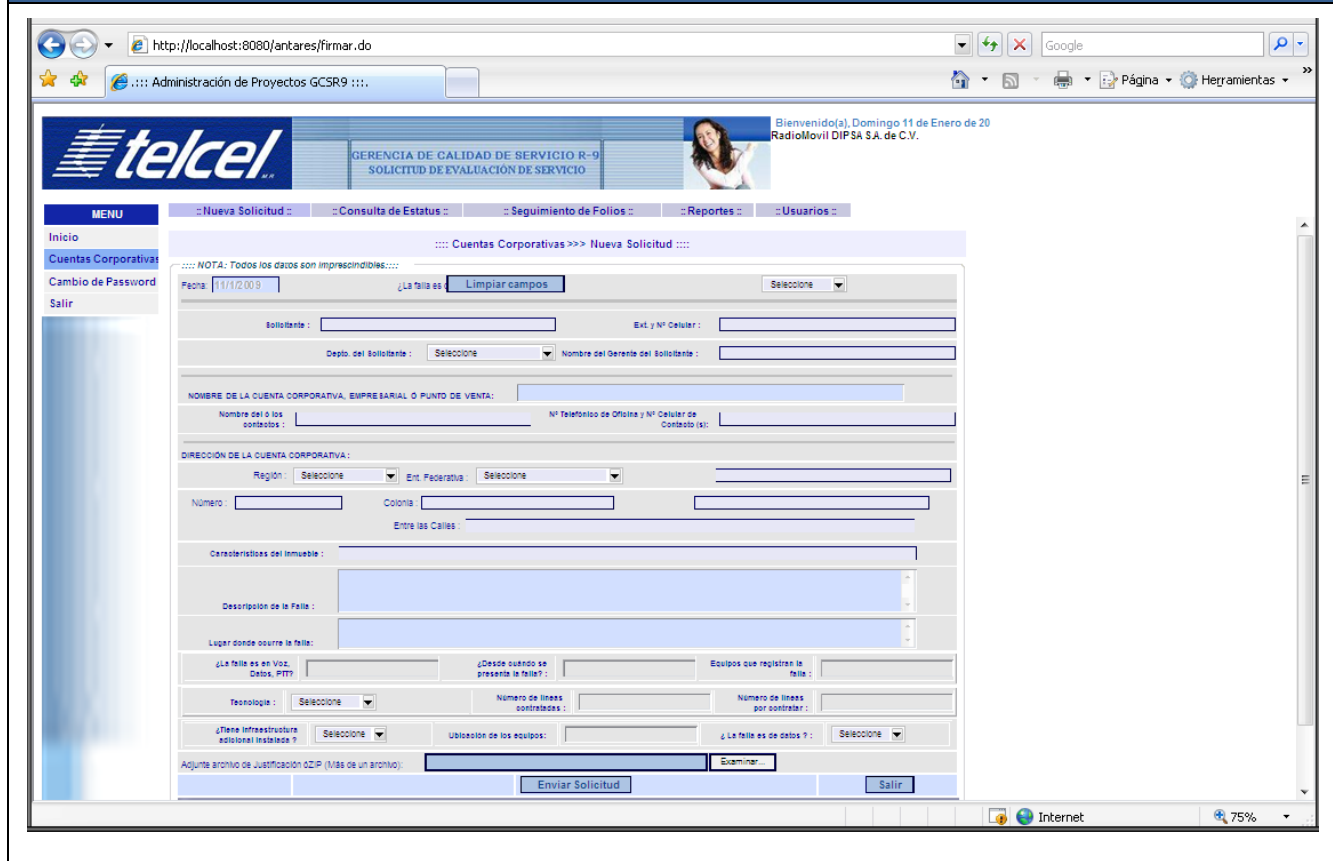 http://localhost:8080/antares/firmar.do
Google
.:::: Administración de Proyectos GCSR9 :::.
Página
Herramientas
»
telcel
M.R.
GERENCIA DE CALIDAD DE SERVICIO R-9
SOLICITUD DE EVALUACIÓN DE SERVICIO
Bienvenido(a), Domingo 11 de Enero de 20
RadioMovil DIPSA S.A. de C.V.
MENU
Inicio
Cuentas Corporativas
Cambio de Password
Salir
:: Nueva Solicitud :: :: Consulta de Estatus :: :: Seguimiento de Folios :: :: Reportes :: :: Usuarios ::
:::: Cuentas Corporativas >>> Nueva Solicitud ::::
:::: NOTA: Todos los datos son imprescindibles::::
Fecha: 11/1/2009 ¿La falla es Limpiar campos Seleccione
Solicitante : Ext. y Nº Celular :
Depto. del Solicitante : Seleccione Nombre del Gerente del Solicitante :
NOMBRE DE LA CUENTA CORPORATIVA, EMPRESARIAL Ó PUNTO DE VENTA:
Nombre del ó los contactos : Nº Telefónico de Oficina y Nº Celular de Contacto (s):
DIRECCIÓN DE LA CUENTA CORPORATIVA :
Región : Seleccione Ent. Federativa : Seleccione
Número : Colonia :
Entre las Calles :
Características del Inmueble :
Descripción de la Falla :
Lugar donde ocurre la falla:
¿La falla es en Voz, Datos, PTT? ¿Desde cuándo se presenta la falla? : Equipos que registran la falla :
Tecnología : Seleccione Número de líneas contratadas : Número de líneas por contratar :
¿Tiene Infraestructura adicional instalada ? Seleccione Ubicación de los equipos: ¿ La falla es de datos ? : Seleccione
Adjunte archivo de Justificación óZIP (Más de un archivo): Examinar...
Enviar Solicitud Salir
Internet 75%